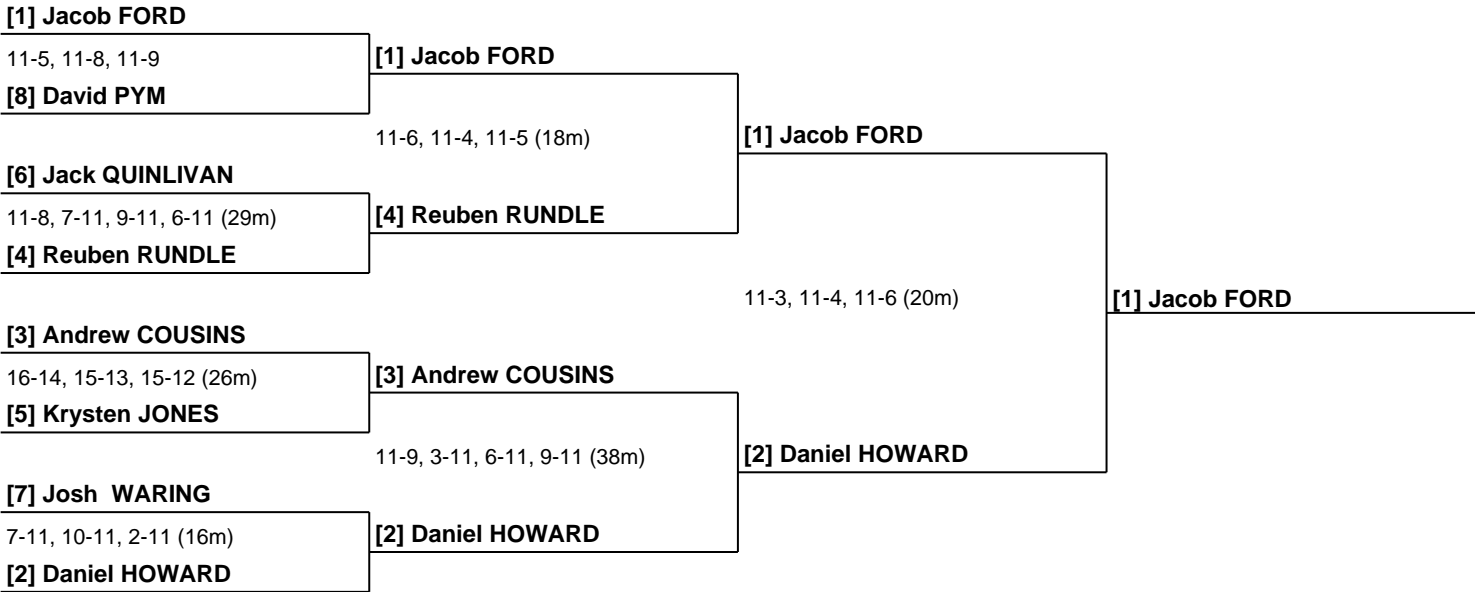 [1] Jacob FORD
11-5, 11-8, 11-9
[8] David PYM
[1] Jacob FORD
11-6, 11-4, 11-5 (18m)
[6] Jack QUINLIVAN
11-8, 7-11, 9-11, 6-11 (29m)
[4] Reuben RUNDLE
[4] Reuben RUNDLE
[1] Jacob FORD
11-3, 11-4, 11-6 (20m)
[1] Jacob FORD
[3] Andrew COUSINS
16-14, 15-13, 15-12 (26m)
[5] Krysten JONES
[3] Andrew COUSINS
11-9, 3-11, 6-11, 9-11 (38m)
[2] Daniel HOWARD
[7] Josh  WARING
7-11, 10-11, 2-11 (16m)
[2] Daniel HOWARD
[2] Daniel HOWARD